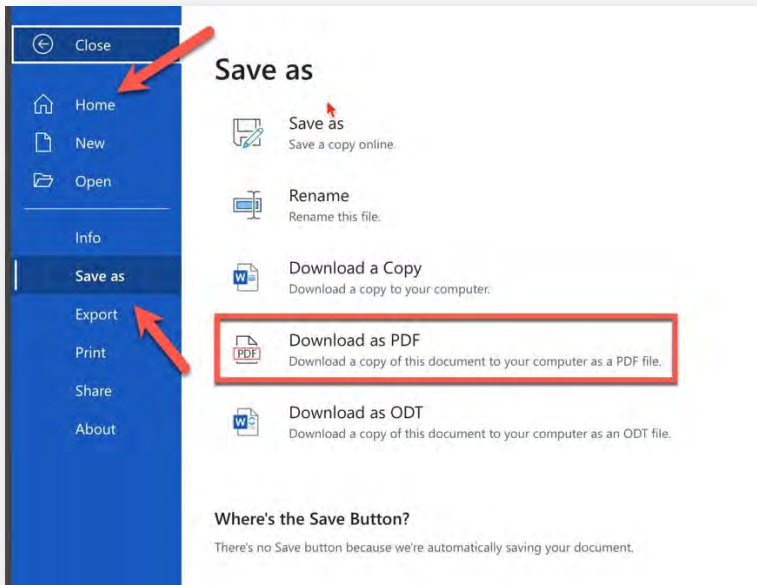 Close
Home
New
Open
Info
Save as
Export
Print
Share
About
Save as
Save as
Save a copy online.
Rename
Rename this file.
W
Download a Copy
Download a copy to your computer.
PDF
Download as PDF
Download a copy of this document to your computer as a PDF file.
W
Download as ODT
Download a copy of this document to your computer as an ODT file.
Where's the Save Button?
There's no Save button because we're automatically saving your document.